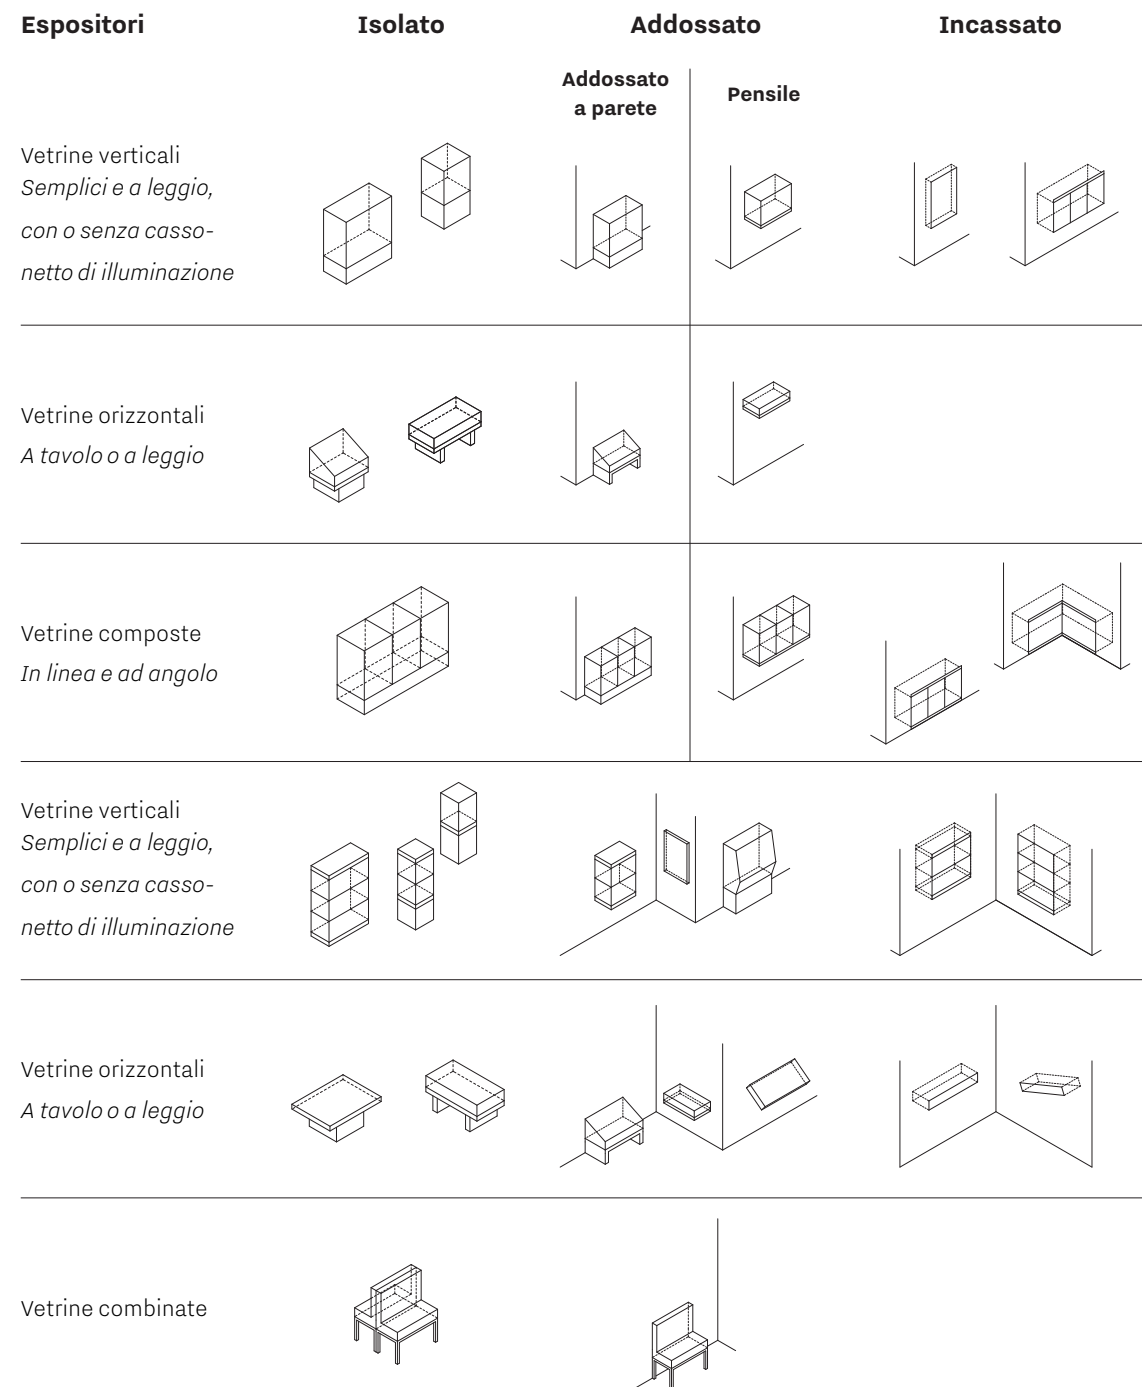 Espositori Isolato Addossato Incassato
Addossato
a parete
Pensile
Vetrine verticali
Semplici e a leggio,
con o senza casso-
netto di illuminazione
Vetrine orizzontali
A tavolo o a leggio
Vetrine composte
In linea e ad angolo
Vetrine verticali
Semplici e a leggio,
con o senza casso-
netto di illuminazione
Vetrine orizzontali
A tavolo o a leggio
Vetrine combinate